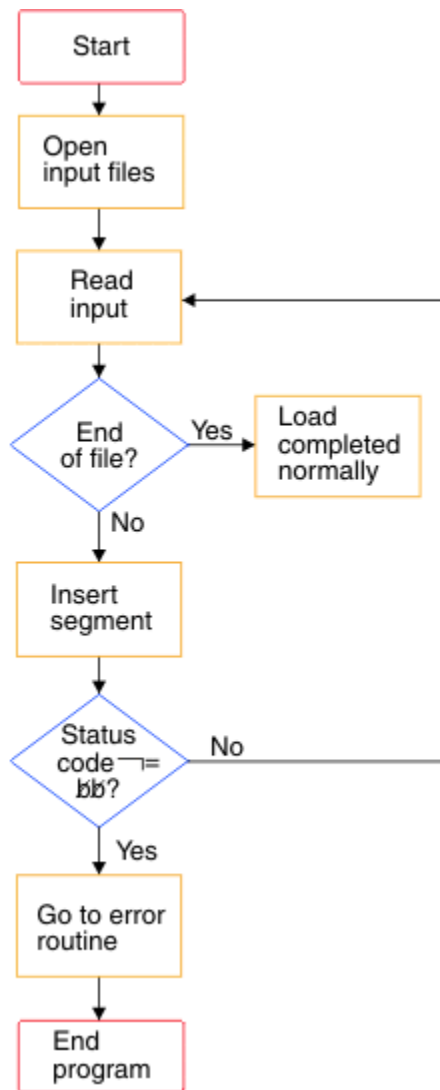 Start
Open
input files
Read
input
End
of file?
Yes
Load
completed
normally
No
Insert
segment
Status
code ¬=
b̸b̸?
No
Yes
Go to error
routine
End
program